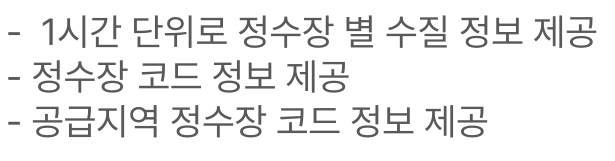 - 1시간 단위로 정수장 별 수질 정보 제공
- 정수장 코드 정보 제공
- 공급지역 정수장 코드 정보 제공